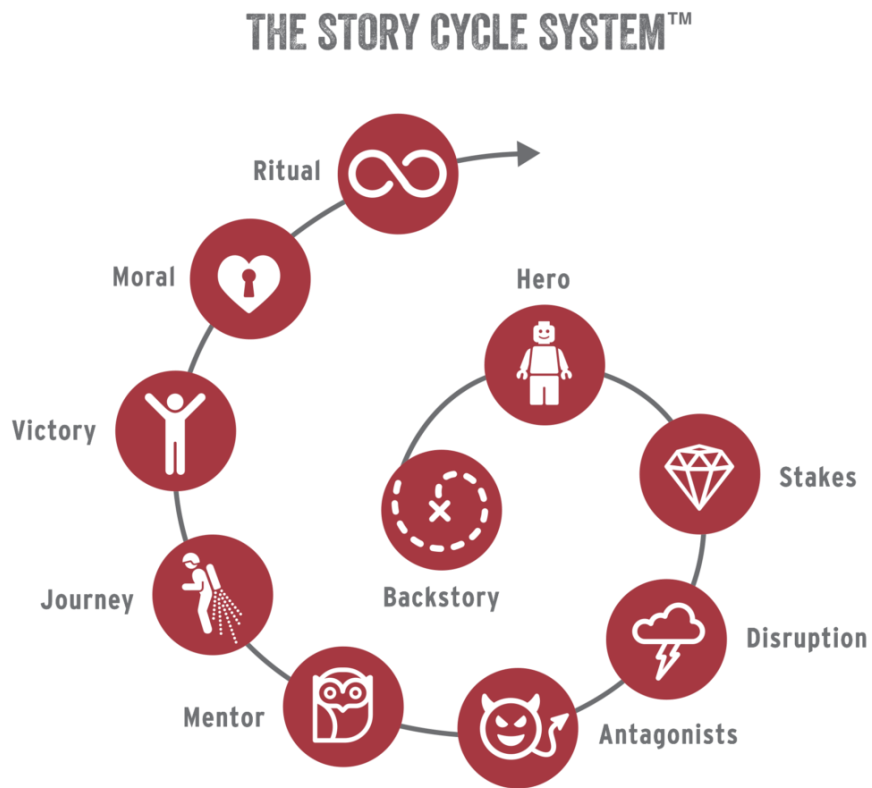 THE STORY CYCLE SYSTEM™
Backstory
Hero
Stakes
Disruption
Antagonists
Mentor
Journey
Victory
Moral
Ritual